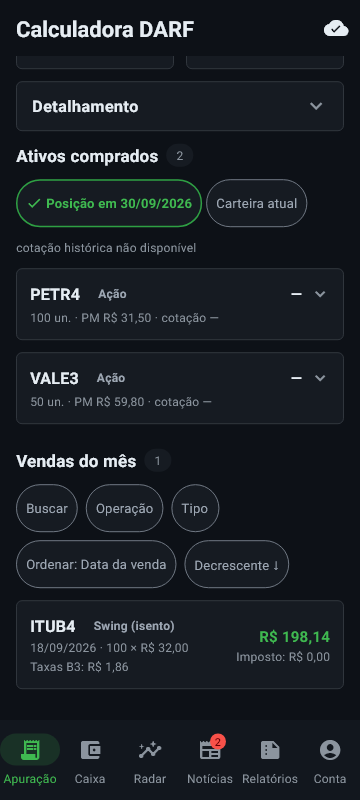 Calculadora DARF
Detalhamento
Ativos comprados 2
✓ Posição em 30/09/2026 Carteira atual
cotação histórica não disponível
PETR4 Ação —
100 un. · PM R$ 31,50 · cotação —
VALE3 Ação —
50 un. · PM R$ 59,80 · cotação —
Vendas do mês 1
Buscar Operação Tipo
Ordenar: Data da venda Decrescente ↓
ITUB4 Swing (isento)
R$ 198,14
18/09/2026 · 100 × R$ 32,00
Imposto: R$ 0,00
Taxas B3: R$ 1,86
2
Apuração Caixa Radar Notícias Relatórios Conta